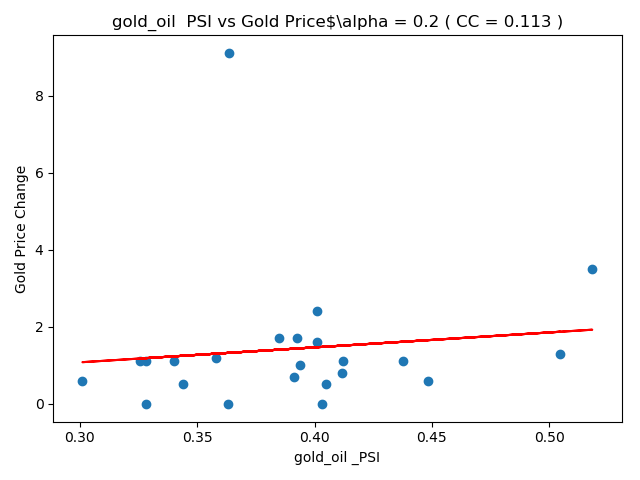 gold_oil  PSI vs Gold Price$\alpha = 0.2 ( CC = 0.113 )
Gold Price Change
8
6
4
2
0
0.30 0.35 0.40 0.45 0.50
gold_oil _PSI